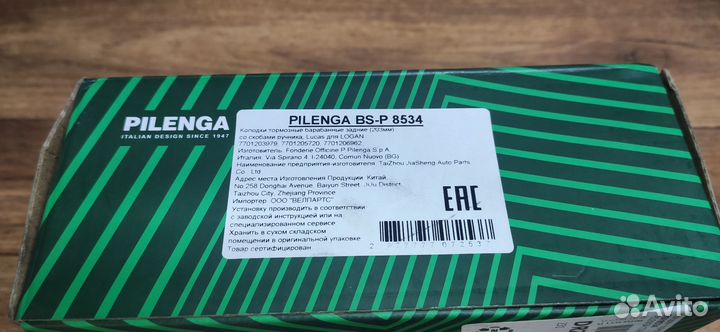 PILENGA
ITALIAN DESIGN SINCE 1947
PILENGA BS-P 8534
Колодки тормозные барабанные задние (203мм)
со скобами ручника, Lucas для LOGAN
7701203979, 7701205720, 7701206962
Изготовитель: Fonderie Officine P Pilenga S.p.A.
Италия. Via Spirano 4. I-24040, Comun Nuovo (BG)
Наименование предприятия-изготовителя: TaiZhou JiaSheng Auto Parts
Co., Ltd
Адрес места Изготовления Продукции: Китай,
No 258 Donghai Avenue, Baiyun Street, JiJu District,
Taizhou City, Zhejiang Province
Импортер: ООО "ВЕЛПАРТС"
Установку производить в соответствии
с заводской инструкцией или на
специализированном сервисе
Хранить в сухом складском
помещении в оригинальной упаковке
Товар сертифицирован
EAC
Avito